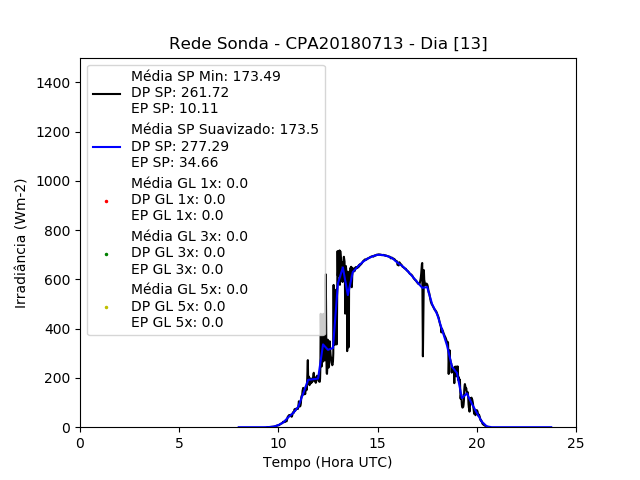 Rede Sonda - CPA20180713 - Dia [13]
1400
1200
1000
800
600
400
200
0
Irradiância (Wm-2)
Média SP Min: 173.49
DP SP: 261.72
EP SP: 10.11
Média SP Suavizado: 173.5
DP SP: 277.29
EP SP: 34.66
Média GL 1x: 0.0
DP GL 1x: 0.0
EP GL 1x: 0.0
Média GL 3x: 0.0
DP GL 3x: 0.0
EP GL 3x: 0.0
Média GL 5x: 0.0
DP GL 5x: 0.0
EP GL 5x: 0.0
0 5 10 15 20 25
Tempo (Hora UTC)